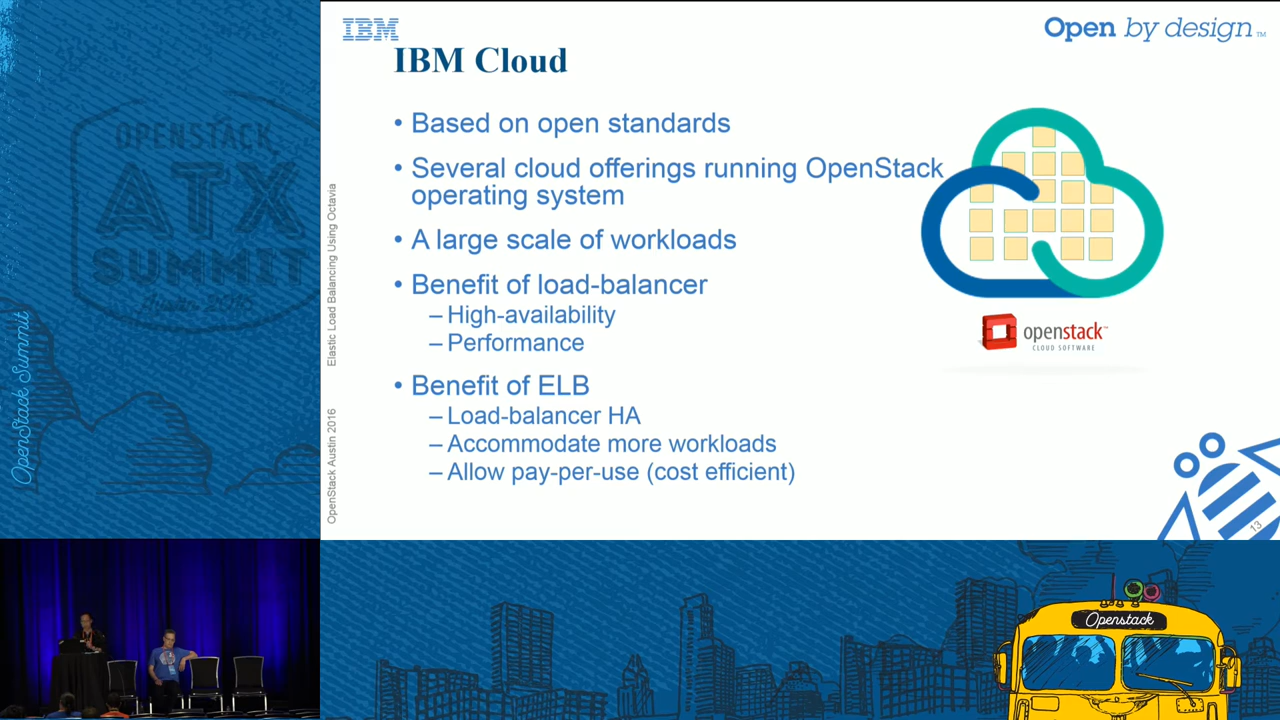 IBM
Open by design™
IBM Cloud
• Based on open standards
• Several cloud offerings running OpenStack
operating system
• A large scale of workloads
• Benefit of load-balancer
– High-availability
– Performance
• Benefit of ELB
– Load-balancer HA
– Accommodate more workloads
– Allow pay-per-use (cost efficient)
openstack™
CLOUD SOFTWARE
13
Elastic Load Balancing Using Octavia
OpenStack Austin 2016
OPENSTACK
ATX
SUMMIT
OpenStack Summit
Openstack